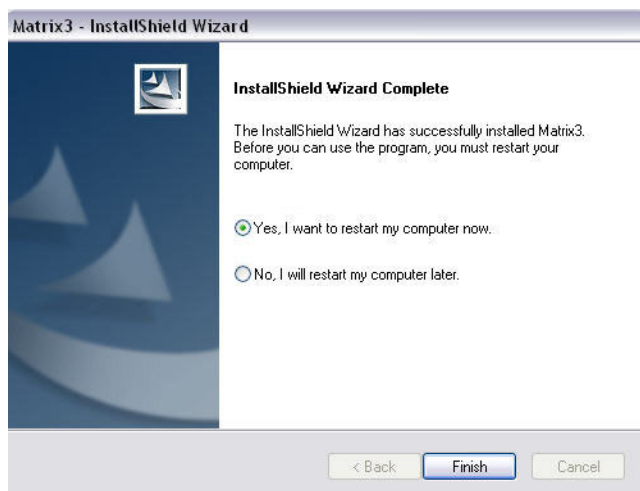 Matrix3 - InstallShield Wizard
InstallShield Wizard Complete
The InstallShield Wizard has successfully installed Matrix3.
Before you can use the program, you must restart your
computer.
Yes, I want to restart my computer now.
No, I will restart my computer later.
< Back
Finish
Cancel